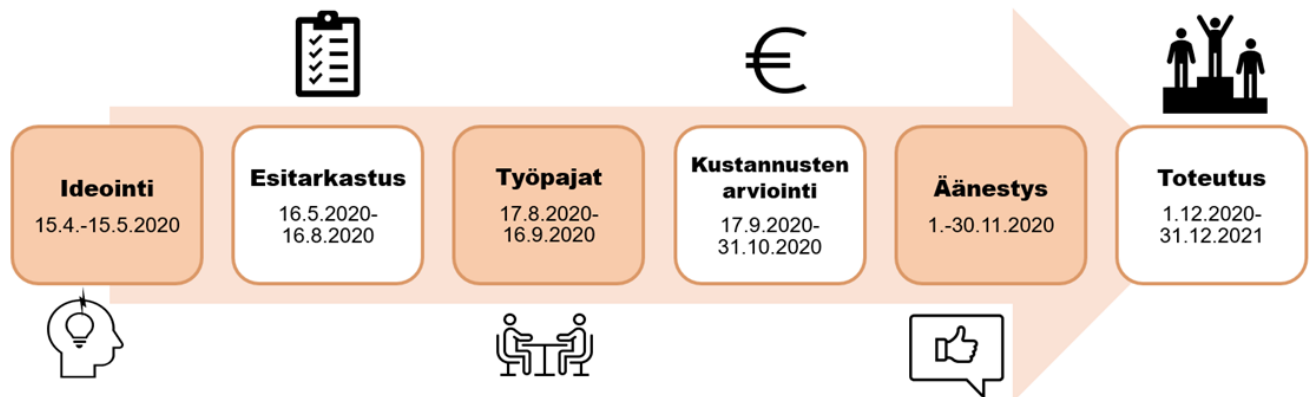 Ideointi
15.4.-15.5.2020
Esitarkastus
16.5.2020-
16.8.2020
Työpajat
17.8.2020-
16.9.2020
Kustannusten
arviointi
17.9.2020-
31.10.2020
Äänestys
1.-30.11.2020
Toteutus
1.12.2020-
31.12.2021